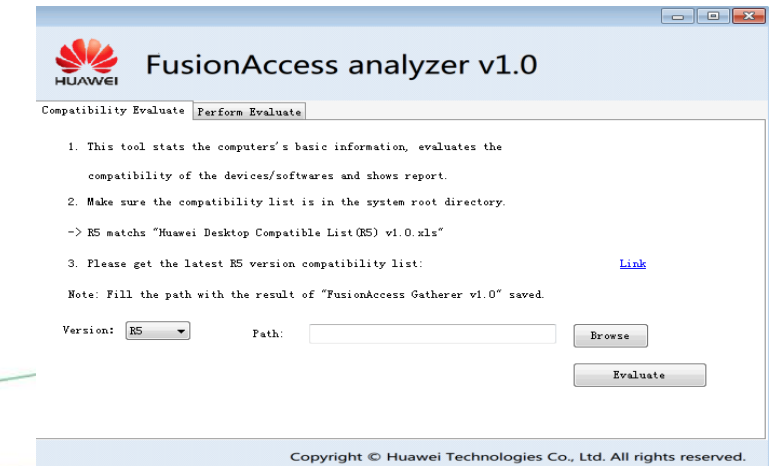 HUAWEI
FusionAccess analyzer v1.0
Compatibility Evaluate Perform Evaluate
1. This tool stats the computers's basic information, evaluates the
compatibility of the devices/softwares and shows report.
2. Make sure the compatibility list is in the system root directory.
-> R5 matchs "Huawei Desktop Compatible List(R5) v1.0.xls"
3. Please get the latest R5 version compatibility list: Link
Note: Fill the path with the result of "FusionAccess Gatherer v1.0" saved.
Version: R5 Path: Browse
Evaluate
Copyright © Huawei Technologies Co., Ltd. All rights reserved.